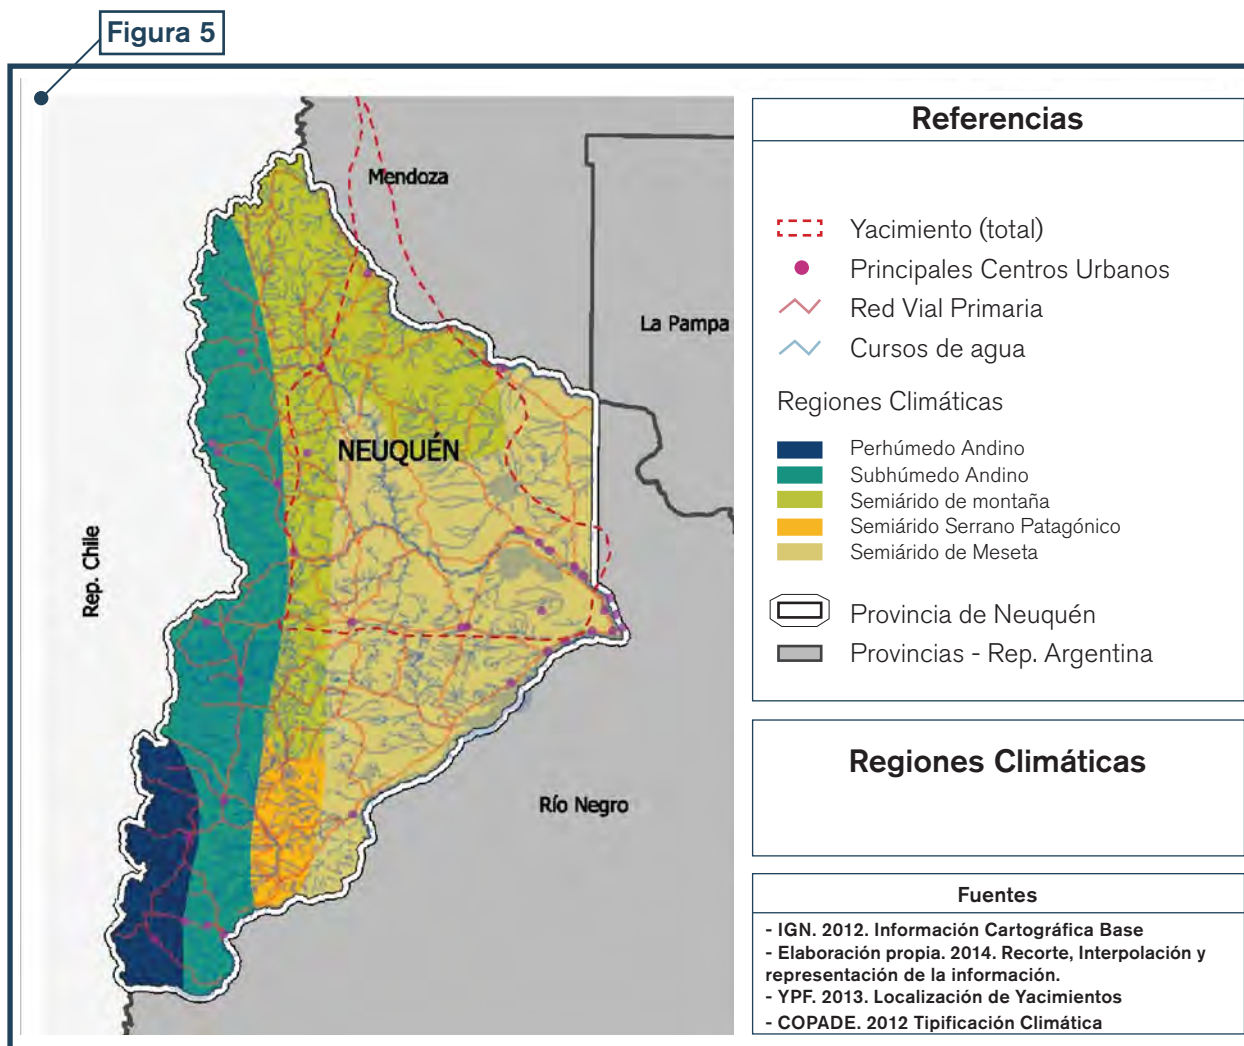 Figura 5
Mendoza
La Pampa
NEUQUÉN
Rep. Chile
Río Negro
Referencias
Yacimiento (total)
Principales Centros Urbanos
Red Vial Primaria
Cursos de agua
Regiones Climáticas
Perhúmedo Andino
Subhúmedo Andino
Semiárido de montaña
Semiárido Serrano Patagónico
Semiárido de Meseta
Provincia de Neuquén
Provincias - Rep. Argentina
Regiones Climáticas
Fuentes
- IGN. 2012. Información Cartográfica Base
- Elaboración propia. 2014. Recorte, Interpolación y
representación de la información.
- YPF. 2013. Localización de Yacimientos
- COPADE. 2012 Tipificación Climática